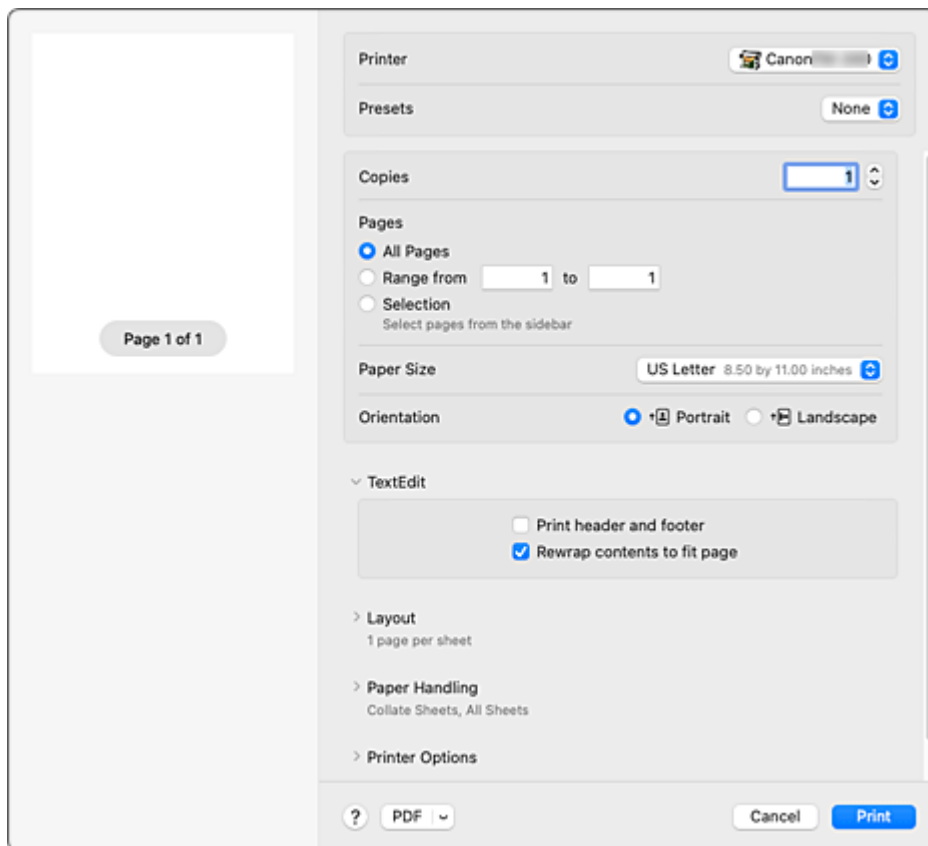 Page 1 of 1
Printer Canon
Presets None
Copies 1
Pages
All Pages
Range from 1 to 1
Selection
Select pages from the sidebar
Paper Size US Letter 8.50 by 11.00 inches
Orientation Portrait Landscape
TextEdit
Print header and footer
Rewrap contents to fit page
Layout
1 page per sheet
Paper Handling
Collate Sheets, All Sheets
Printer Options
? PDF Cancel Print